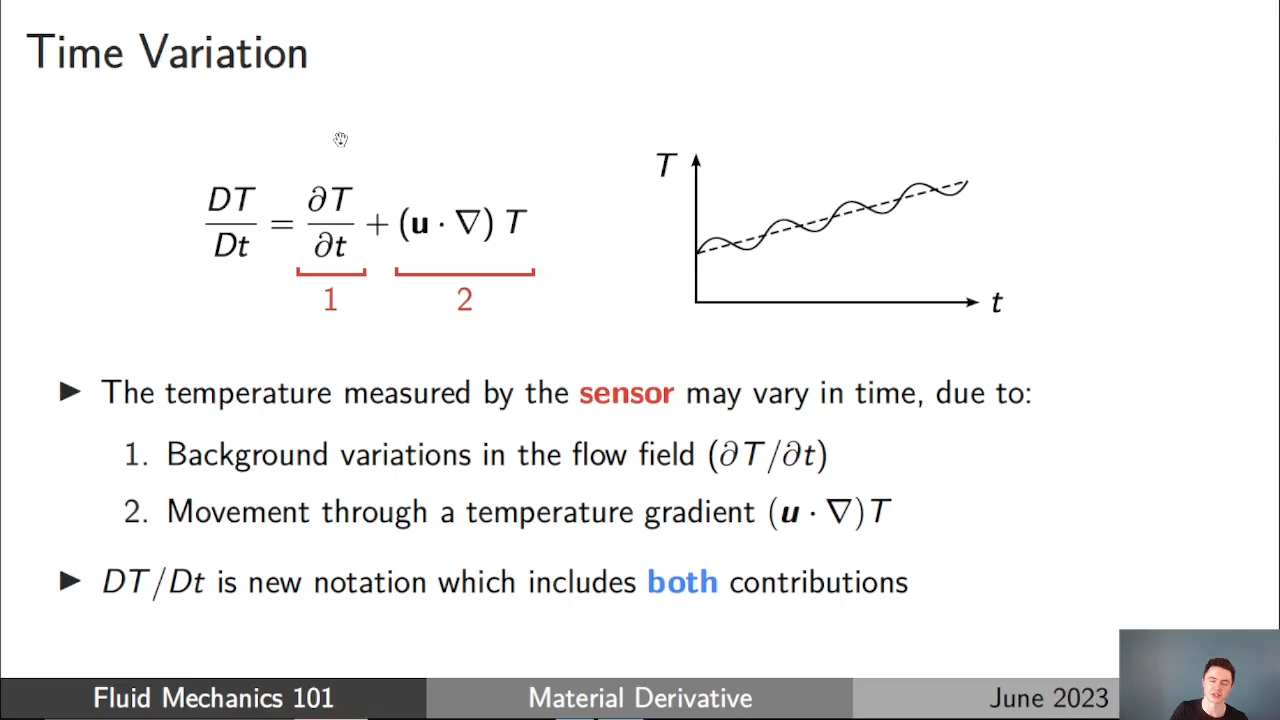 Time Variation
DT/Dt = ∂T/∂t + (u · ∇) T
1 2
T
t
► The temperature measured by the sensor may vary in time, due to:
1. Background variations in the flow field (∂T/∂t)
2. Movement through a temperature gradient (u · ∇)T
► DT/Dt is new notation which includes both contributions
Fluid Mechanics 101 Material Derivative June 2023